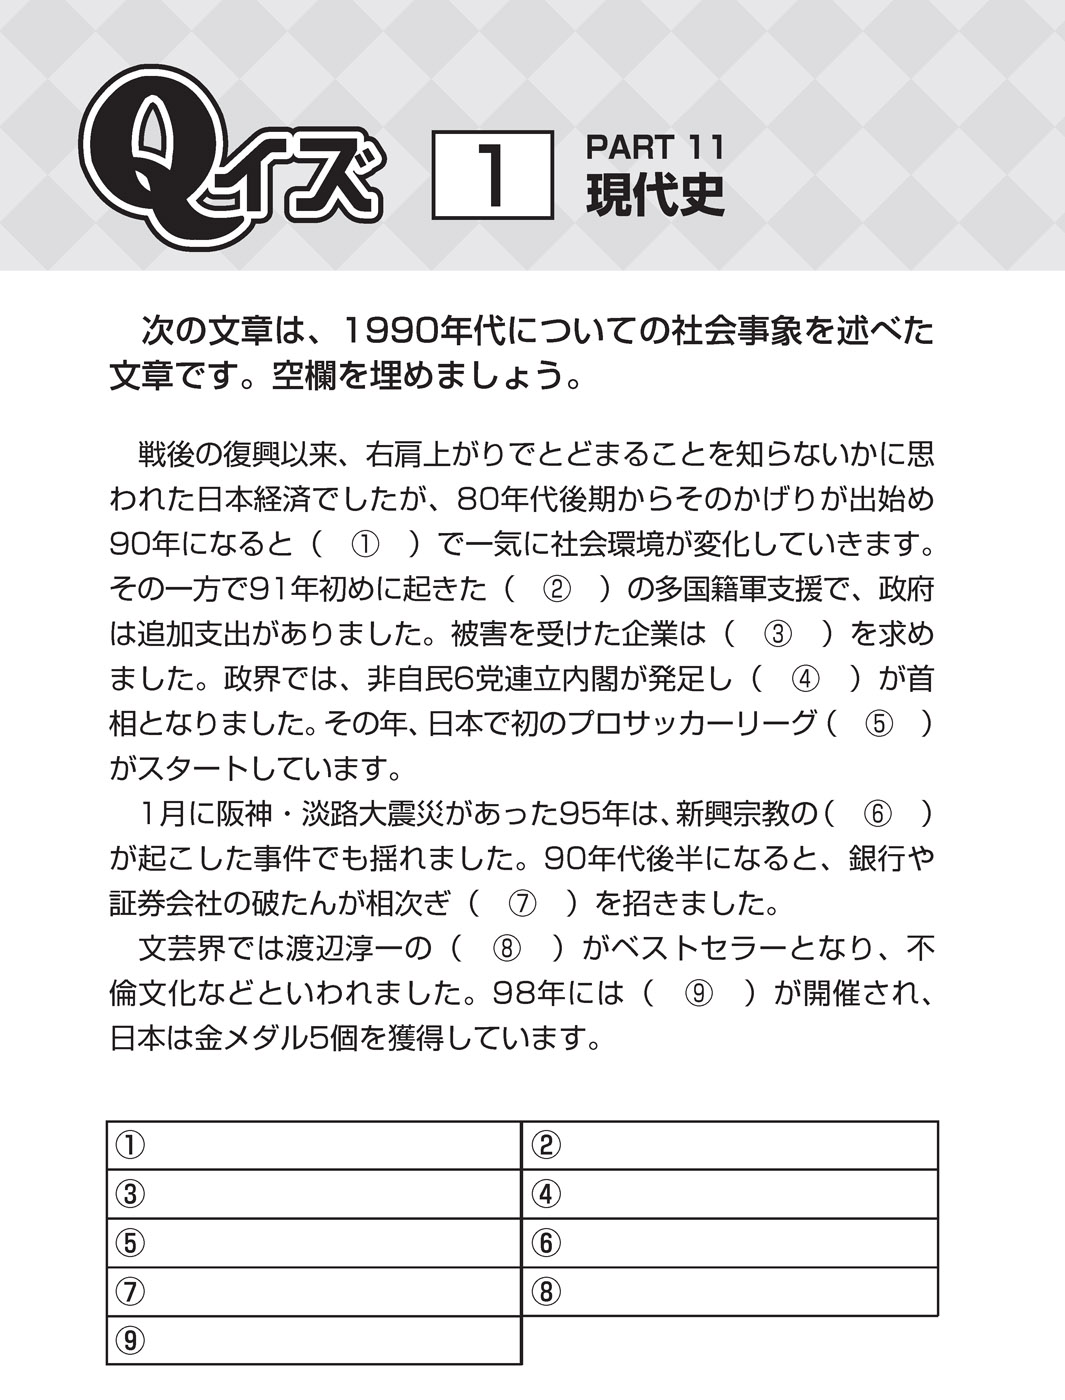 Qイズ
1
PART 11
現代史
次の文章は、1990年代についての社会事象を述べた
文章です。空欄を埋めましょう。
戦後の復興以来、右肩上がりでとどまることを知らないかに思
われた日本経済でしたが、80年代後期からそのかげりが出始め
90年になると（　①　）で一気に社会環境が変化していきます。
その一方で91年初めに起きた（　②　）の多国籍軍支援で、政府
は追加支出がありました。被害を受けた企業は（　③　）を求め
ました。政界では、非自民6党連立内閣が発足し（　④　）が首
相となりました。その年、日本で初のプロサッカーリーグ（　⑤　）
がスタートしています。
1月に阪神・淡路大震災があった95年は、新興宗教の（　⑥　）
が起こした事件でも揺れました。90年代後半になると、銀行や
証券会社の破たんが相次ぎ（　⑦　）を招きました。
文芸界では渡辺淳一の（　⑧　）がベストセラーとなり、不
倫文化などといわれました。98年には（　⑨　）が開催され、
日本は金メダル5個を獲得しています。
① ②
③ ④
⑤ ⑥
⑦ ⑧
⑨